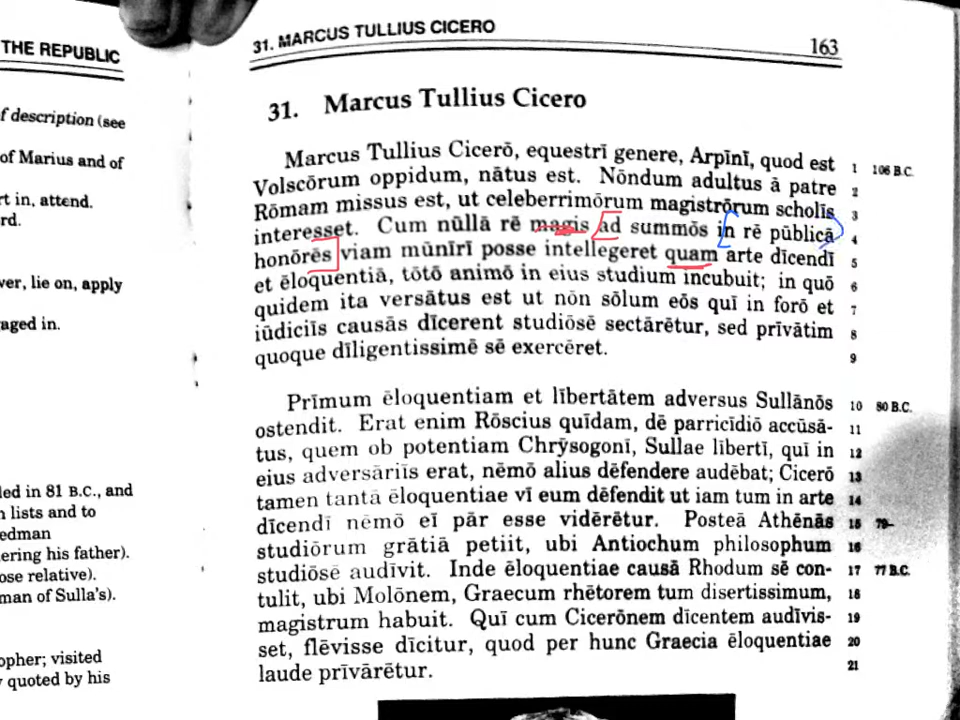 THE REPUBLIC
f description (see
of Marius and of
rt in, attend.
rd.
ver, lie on, apply
aged in.
led in 81 B.C., and
n lists and to
edman
ering his father).
ose relative).
man of Sulla's).
opher; visited
y quoted by his
31. MARCUS TULLIUS CICERO
163
31. Marcus Tullius Cicero
Marcus Tullius Cicerō, equestrī genere, Arpīnī, quod est 1 106 B.C.
Volscōrum oppidum, nātus est. Nōndum adultus ā patre 2
Rōmam missus est, ut celeberrimōrum magistrōrum scholīs 3
interesset. Cum nūllā rē magis ad summōs in rē pūblicā 4
honōrēs viam mūnīrī posse intellegeret quam arte dīcendī 5
et ēloquentiā, tōtō animō in eius studium incubuit; in quō 6
quidem ita versātus est ut nōn sōlum eōs quī in forō et 7
iūdiciīs causās dīcerent studiōsē sectārētur, sed prīvātim 8
quoque dīligentissimē sē exercēret. 9
Prīmum ēloquentiam et lībertātem adversus Sullānōs 10 80 B.C.
ostendit. Erat enim Rōscius quīdam, dē parricīdiō accūsā- 11
tus, quem ob potentiam Chrȳsogonī, Sullae lībertī, quī in 12
eius adversāriīs erat, nēmō alius dēfendere audēbat; Cicerō 13
tamen tantā ēloquentiae vī eum dēfendit ut iam tum in arte 14
dīcendī nēmō eī pār esse vidērētur. Posteā Athēnās 15 79-
studiōrum grātiā petiit, ubi Antiochum philosophum 16
studiōsē audīvit. Inde ēloquentiae causā Rhodum sē con- 17 77 B.C.
tulit, ubi Molōnem, Graecum rhētorem tum disertissimum, 18
magistrum habuit. Quī cum Cicerōnem dīcentem audīvis- 19
set, flēvisse dīcitur, quod per hunc Graecia ēloquentiae 20
laude prīvārētur. 21